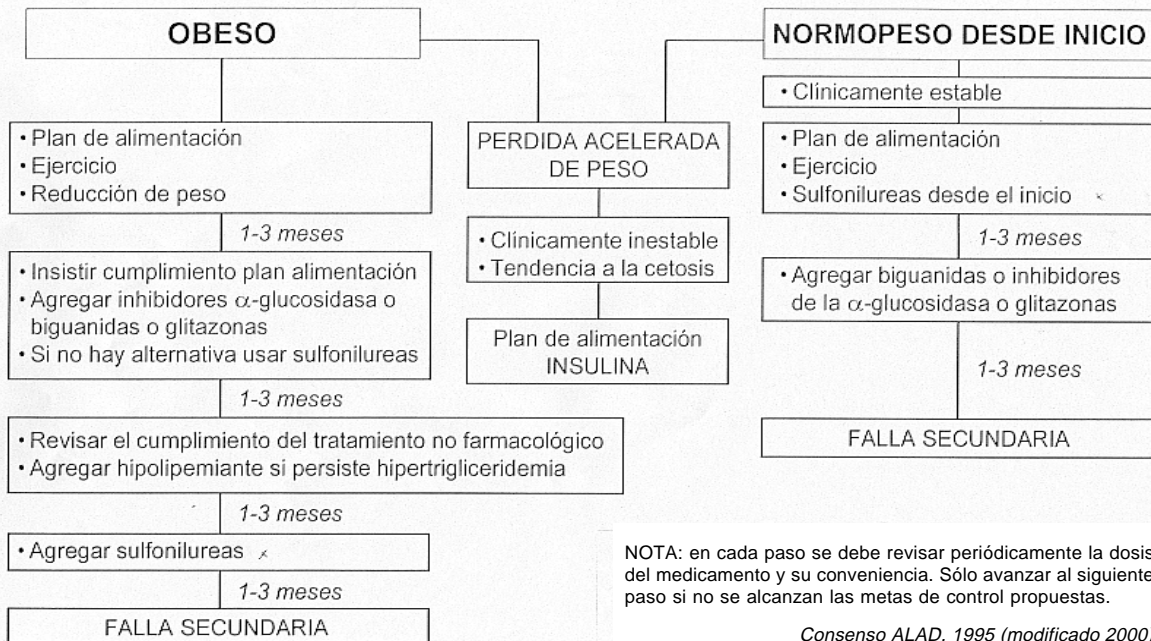 OBESO
• Plan de alimentación
• Ejercicio
• Reducción de peso
1-3 meses
• Insistir cumplimiento plan alimentación
• Agregar inhibidores α-glucosidasa o
biguanidas o glitazonas
• Si no hay alternativa usar sulfonilureas
1-3 meses
• Revisar el cumplimiento del tratamiento no farmacológico
• Agregar hipolipemiante si persiste hipertrigliceridemia
1-3 meses
• Agregar sulfonilureas
1-3 meses
FALLA SECUNDARIA
PERDIDA ACELERADA
DE PESO
• Clínicamente inestable
• Tendencia a la cetosis
Plan de alimentación
INSULINA
NORMOPESO DESDE INICIO
• Clínicamente estable
• Plan de alimentación
• Ejercicio
• Sulfonilureas desde el inicio
1-3 meses
• Agregar biguanidas o inhibidores
de la α-glucosidasa o glitazonas
1-3 meses
FALLA SECUNDARIA
NOTA: en cada paso se debe revisar periódicamente la dosis
del medicamento y su conveniencia. Sólo avanzar al siguiente
paso si no se alcanzan las metas de control propuestas.
Consenso ALAD, 1995 (modificado 2000)